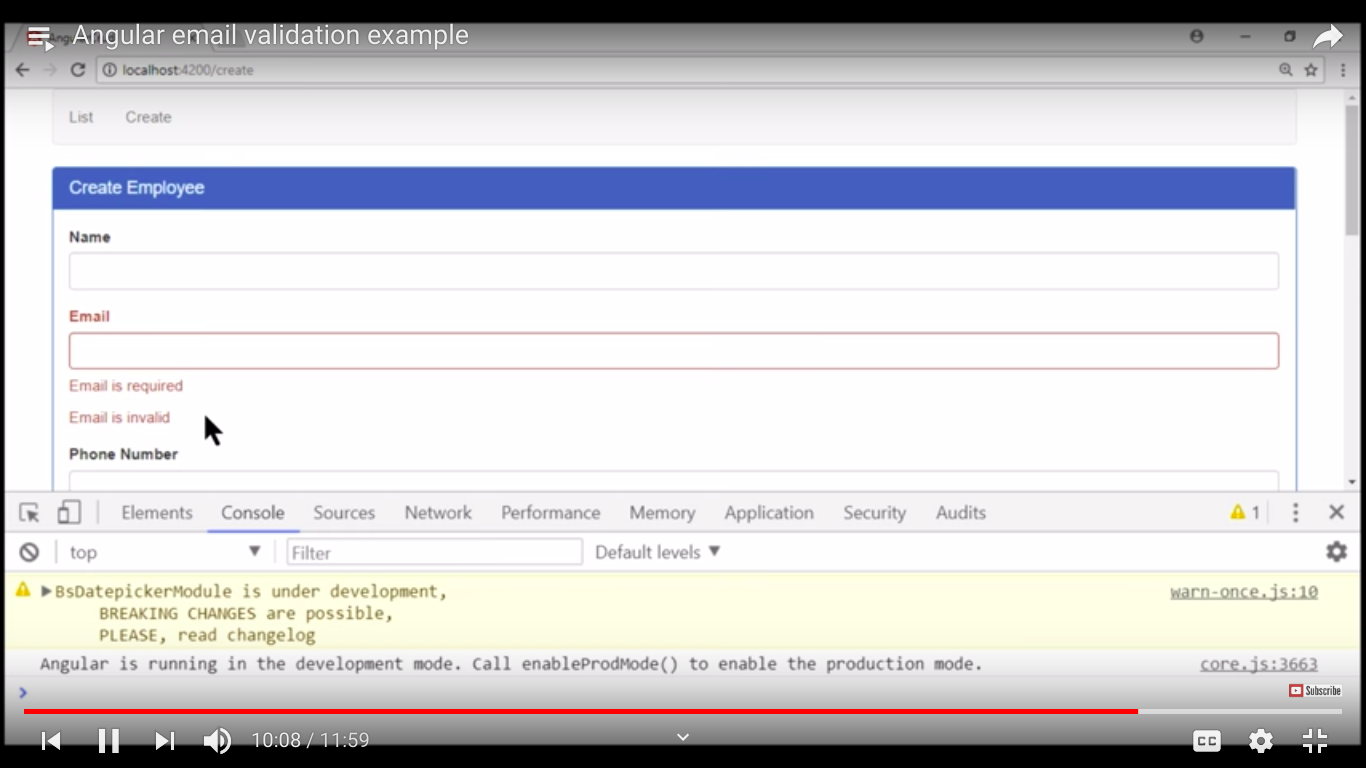 Angular email validation example
localhost:4200/create
List Create
Create Employee
Name
Email
Email is required
Email is invalid
Phone Number
Elements Console Sources Network Performance Memory Application Security Audits 1
top Filter Default levels
BsDatepickerModule is under development, warn-once.js:10
BREAKING CHANGES are possible,
PLEASE, read changelog
Angular is running in the development mode. Call enableProdMode() to enable the production mode. core.js:3663
Subscribe
10:08 / 11:59 CC